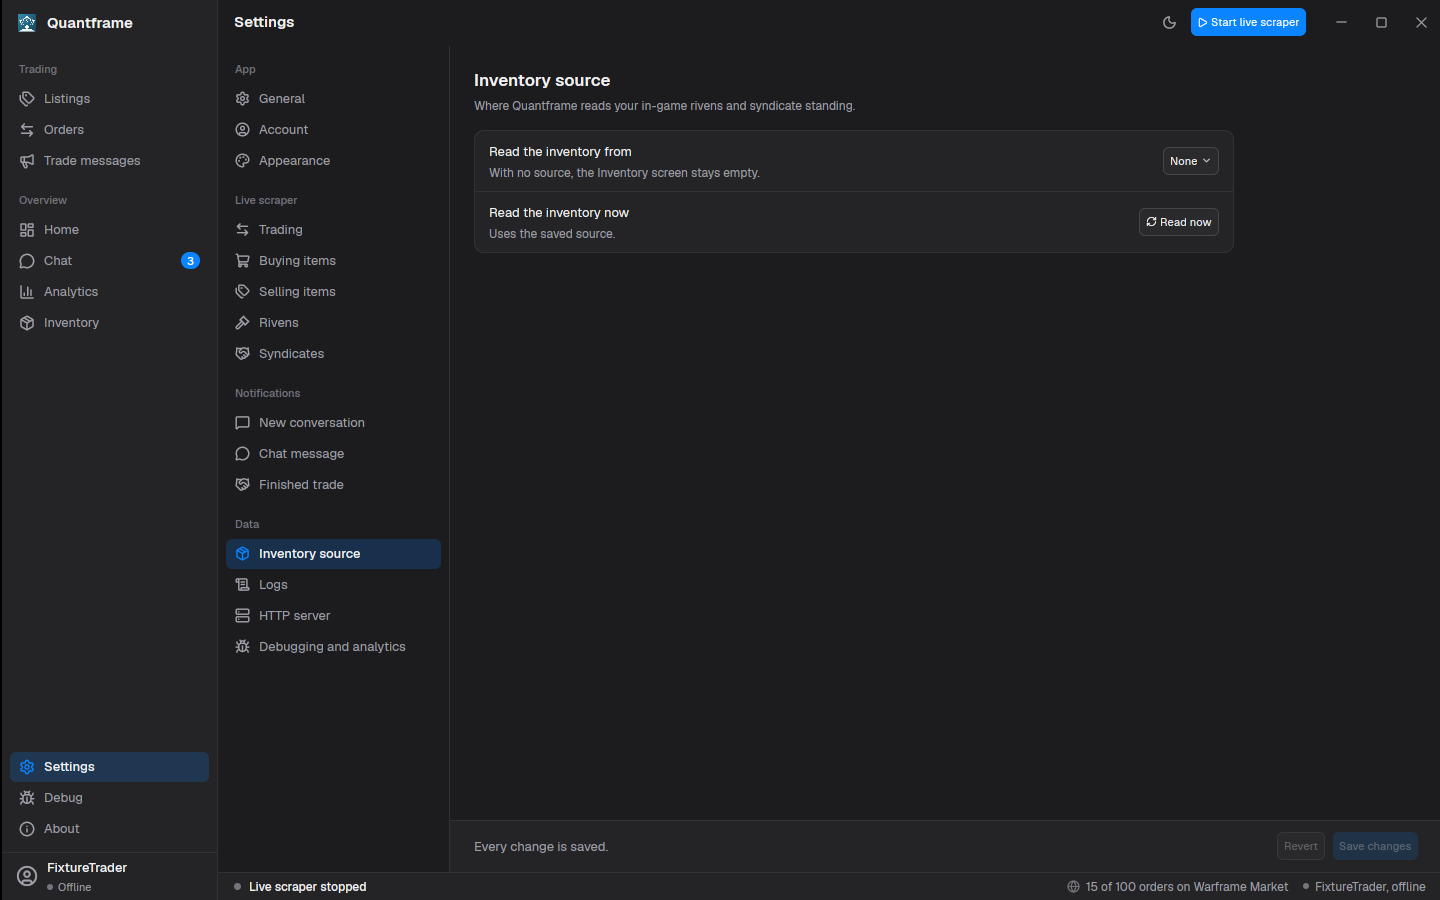 Quantframe
Trading
Listings
Orders
Trade messages
Overview
Home
Chat
3
Analytics
Inventory
Settings
Debug
About
FixtureTrader
Offline
Settings
Start live scraper
App
General
Account
Appearance
Live scraper
Trading
Buying items
Selling items
Rivens
Syndicates
Notifications
New conversation
Chat message
Finished trade
Data
Inventory source
Logs
HTTP server
Debugging and analytics
Inventory source
Where Quantframe reads your in-game rivens and syndicate standing.
Read the inventory from
With no source, the Inventory screen stays empty.
None
Read the inventory now
Uses the saved source.
Read now
Every change is saved.
Revert
Save changes
Live scraper stopped
15 of 100 orders on Warframe Market
FixtureTrader, offline